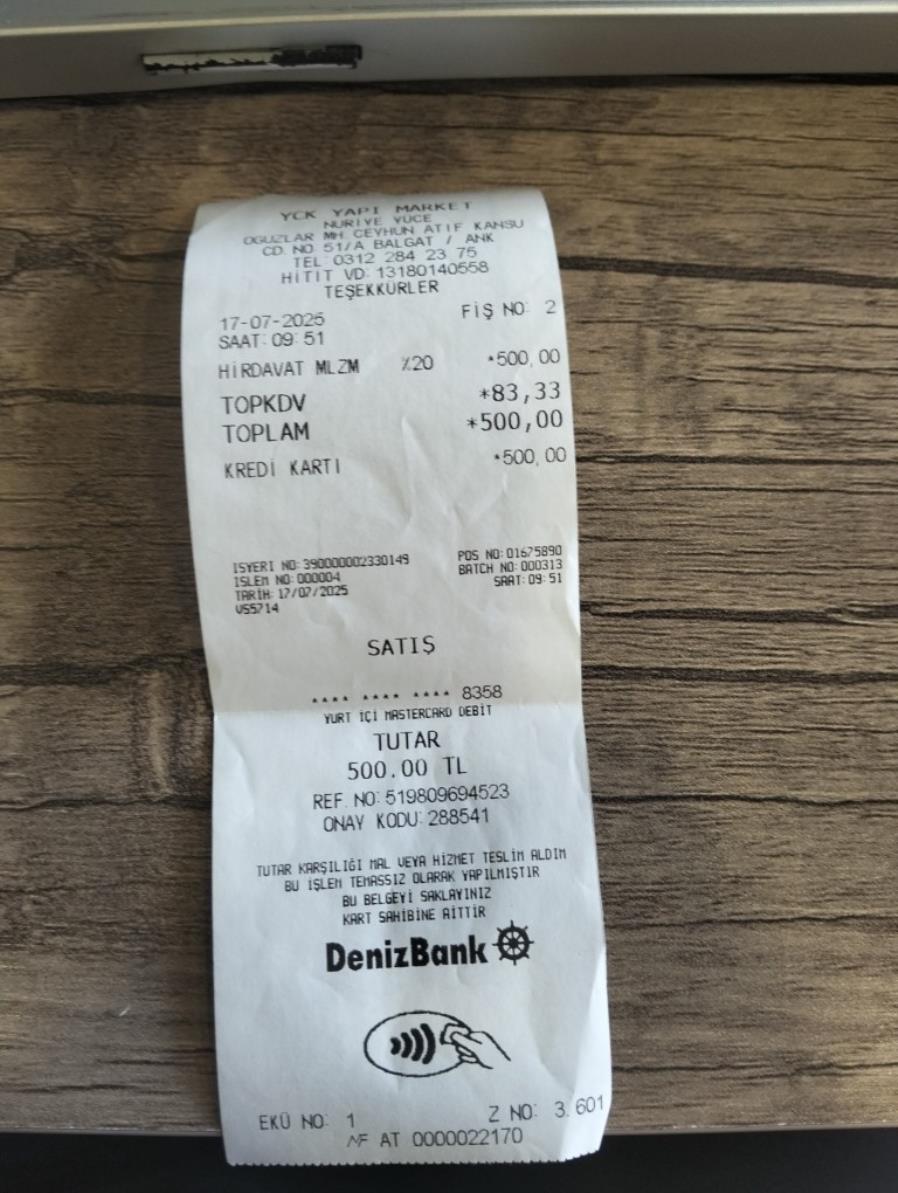 YCK YAPI MARKET
NURİYE YÜCE
OĞUZLAR MH. CEYHUN ATIF KANSU
CD. NO: 51/A BALGAT / ANK
TEL: 0312 284 23 75
HİTİT VD: 13180140558
TEŞEKKÜRLER
17-07-2025 FİŞ NO: 2
SAAT: 09:51
HIRDAVAT MLZM %20 *500,00
TOPKDV *83,33
TOPLAM *500,00
KREDİ KARTI *500,00
ISYERI NO: 390000002330149 POS NO: 01675890
ISLEM NO: 000004 BATCH NO: 000313
TARİH: 17/07/2025 SAAT: 09:51
VS5714
SATIŞ
**** **** **** 8358
YURT İÇİ MASTERCARD DEBIT
TUTAR
500.00 TL
REF. NO: 519809694523
ONAY KODU: 288541
TUTAR KARŞILIĞI MAL VEYA HİZMET TESLİM ALDIM
BU İŞLEM TEMASSIZ OLARAK YAPILMIŞTIR
BU BELGEYİ SAKLAYINIZ
KART SAHİBİNE AİTTİR
DenizBank
EKÜ NO: 1 Z NO: 3.601
MF AT 0000022170